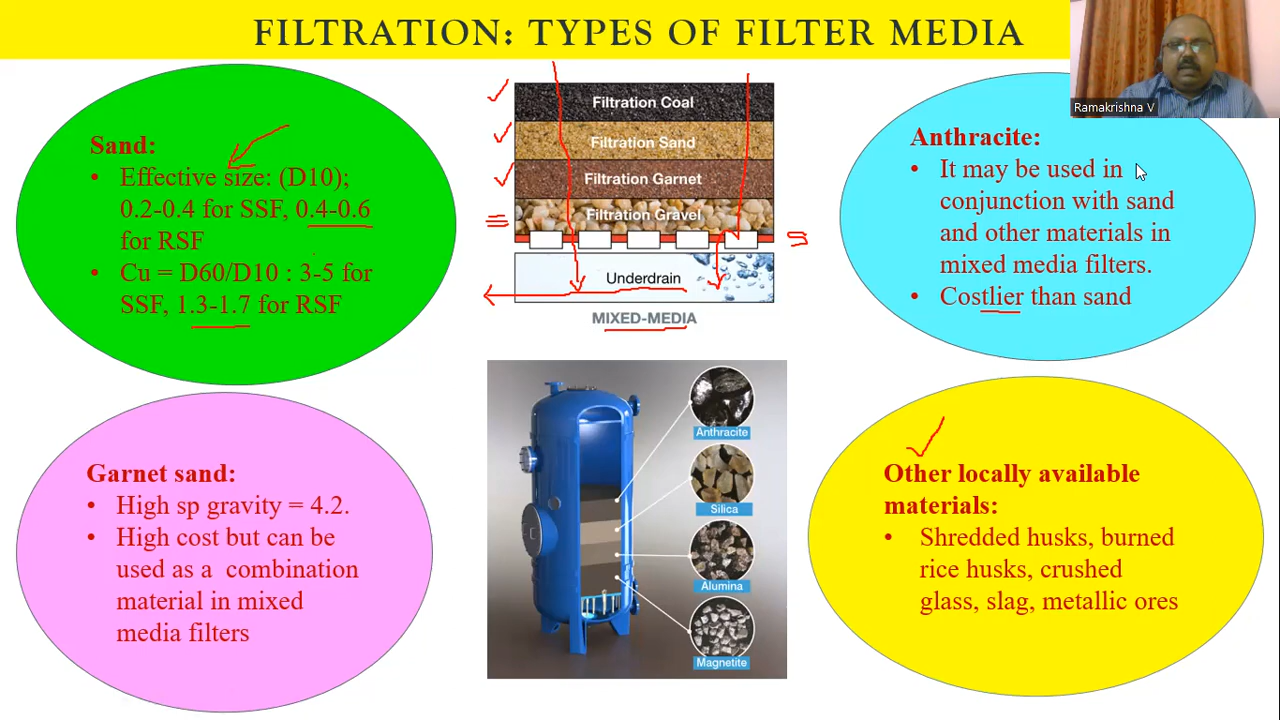 FILTRATION: TYPES OF FILTER MEDIA
Ramakrishna V
Sand:
• Effective size: (D10);
0.2-0.4 for SSF, 0.4-0.6
for RSF
• Cu = D60/D10 : 3-5 for
SSF, 1.3-1.7 for RSF
Filtration Coal
Filtration Sand
Filtration Garnet
Filtration Gravel
Underdrain
MIXED-MEDIA
Anthracite:
• It may be used in
conjunction with sand
and other materials in
mixed media filters.
• Costlier than sand
Garnet sand:
• High sp gravity = 4.2.
• High cost but can be
used as a combination
material in mixed
media filters
Anthracite
Silica
Alumina
Magnetite
Other locally available
materials:
• Shredded husks, burned
rice husks, crushed
glass, slag, metallic ores